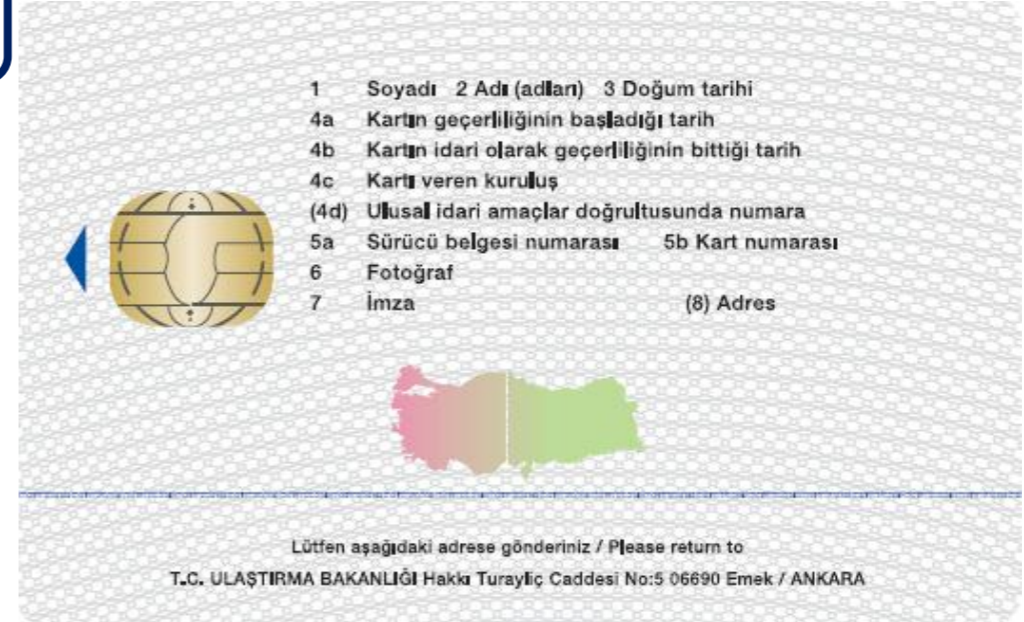 1 Soyadı 2 Adı (adları) 3 Doğum tarihi
4a Kartın geçerliliğinin başladığı tarih
4b Kartın idari olarak geçerliliğinin bittiği tarih
4c Kartı veren kuruluş
(4d) Ulusal idari amaçlar doğrultusunda numara
5a Sürücü belgesi numarası 5b Kart numarası
6 Fotoğraf
7 İmza (8) Adres
Lütfen aşağıdaki adrese gönderiniz / Please return to
T.C. ULAŞTIRMA BAKANLIĞI Hakkı Turayliç Caddesi No:5 06690 Emek / ANKARA